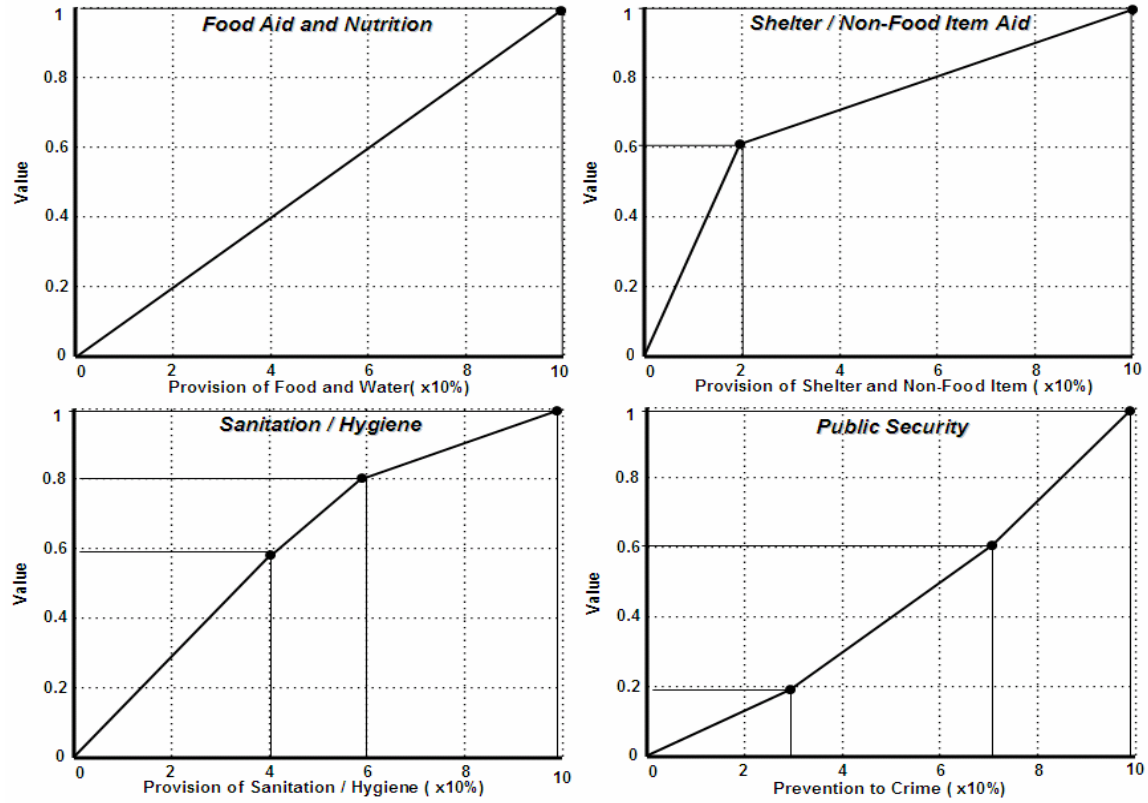 Food Aid and Nutrition
1
0.8
0.6
0.4
0.2
0
Value
0 2 4 6 8 10
Provision of Food and Water( x10%)
Shelter / Non-Food Item Aid
1
0.8
0.6
0.4
0.2
0
Value
0 2 4 6 8 10
Provision of Shelter and Non-Food Item ( x10%)
Sanitation / Hygiene
1
0.8
0.6
0.4
0.2
0
Value
0 2 4 6 8 10
Provision of Sanitation / Hygiene ( x10%)
Public Security
1
0.8
0.6
0.4
0.2
0
Value
0 2 4 6 8 10
Prevention to Crime ( x10%)